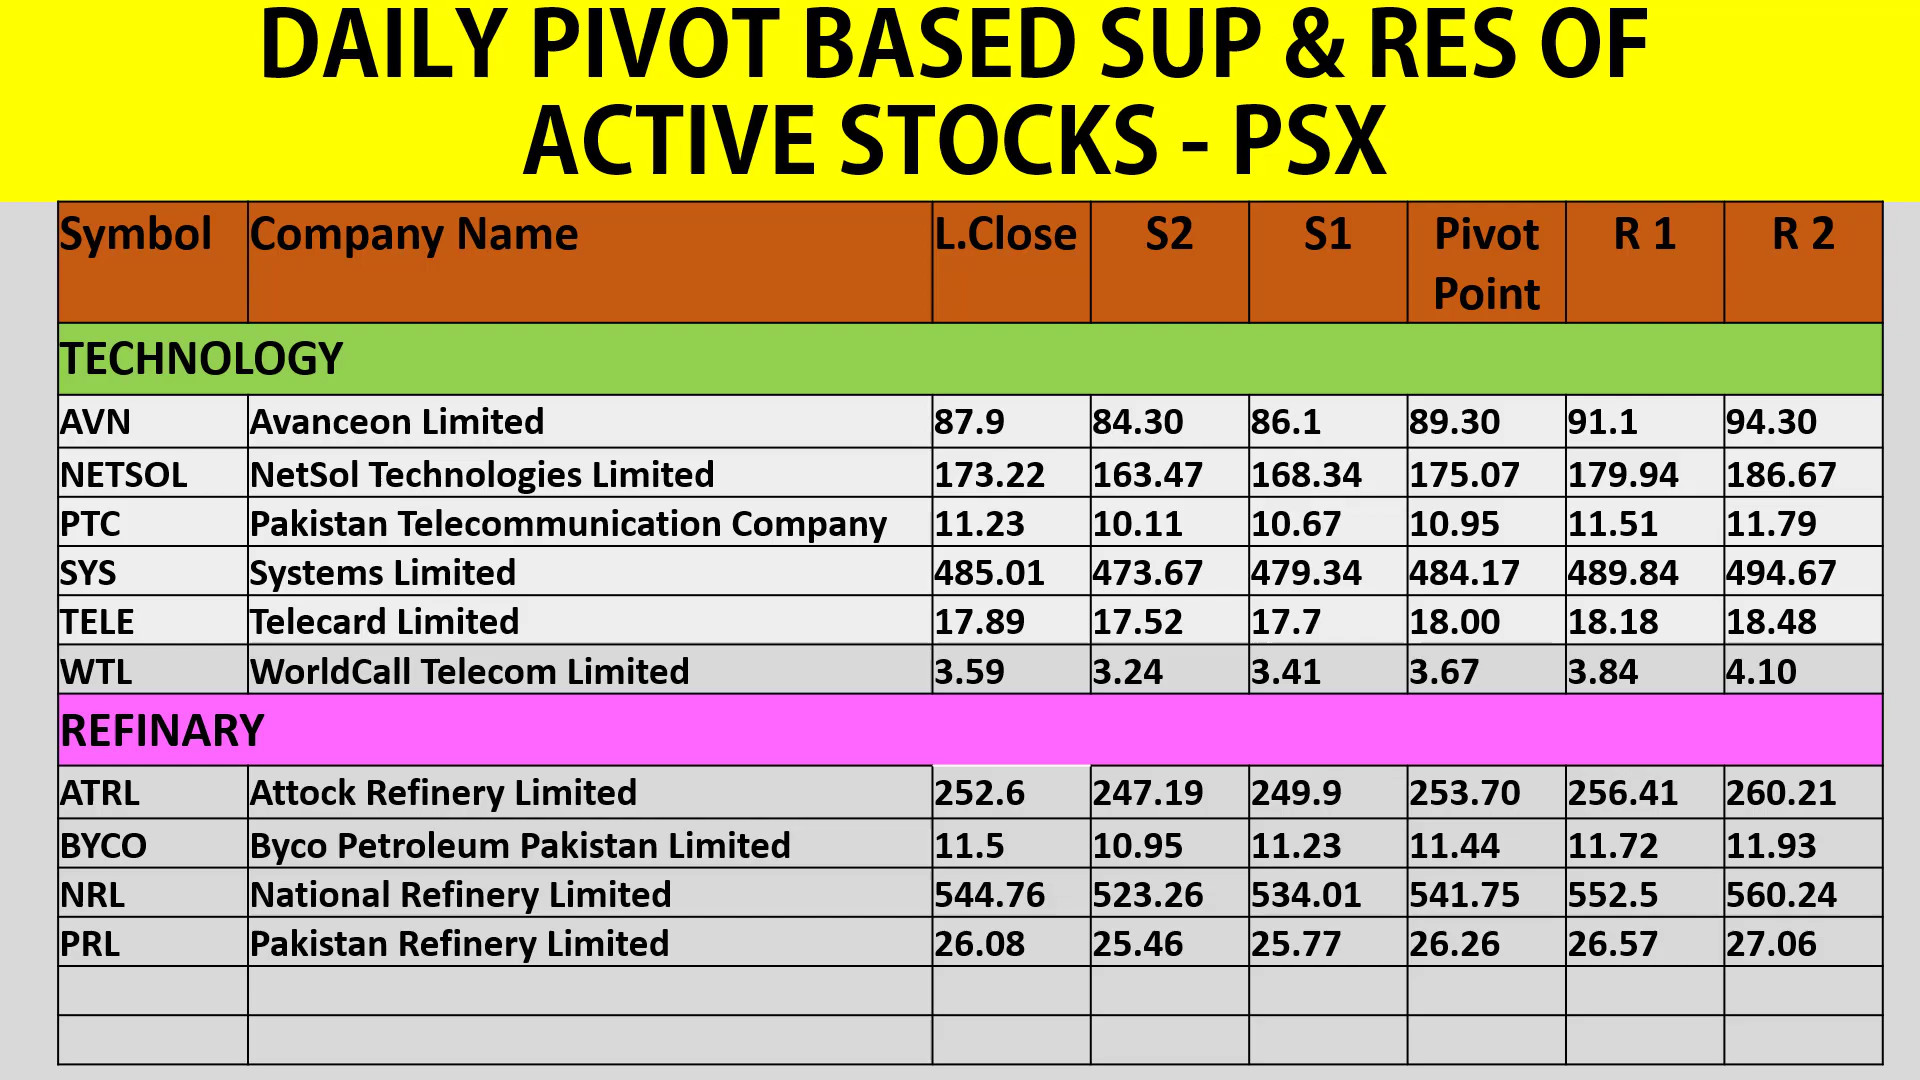 DAILY PIVOT BASED SUP & RES OF
ACTIVE STOCKS - PSX
Symbol Company Name L.Close S2 S1 Pivot Point R 1 R 2
TECHNOLOGY
AVN Avanceon Limited 87.9 84.30 86.1 89.30 91.1 94.30
NETSOL NetSol Technologies Limited 173.22 163.47 168.34 175.07 179.94 186.67
PTC Pakistan Telecommunication Company 11.23 10.11 10.67 10.95 11.51 11.79
SYS Systems Limited 485.01 473.67 479.34 484.17 489.84 494.67
TELE Telecard Limited 17.89 17.52 17.7 18.00 18.18 18.48
WTL WorldCall Telecom Limited 3.59 3.24 3.41 3.67 3.84 4.10
REFINARY
ATRL Attock Refinery Limited 252.6 247.19 249.9 253.70 256.41 260.21
BYCO Byco Petroleum Pakistan Limited 11.5 10.95 11.23 11.44 11.72 11.93
NRL National Refinery Limited 544.76 523.26 534.01 541.75 552.5 560.24
PRL Pakistan Refinery Limited 26.08 25.46 25.77 26.26 26.57 27.06